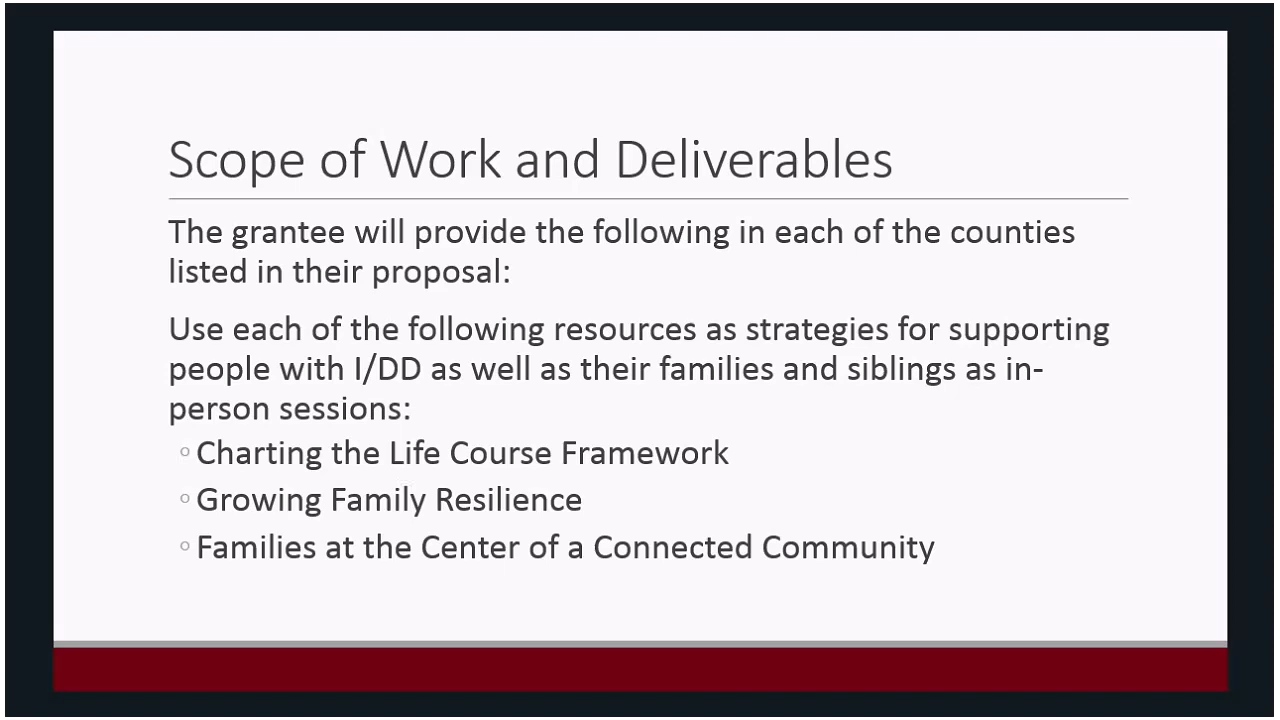 Scope of Work and Deliverables
The grantee will provide the following in each of the counties
listed in their proposal:
Use each of the following resources as strategies for supporting
people with I/DD as well as their families and siblings as in-
person sessions:
◦ Charting the Life Course Framework
◦ Growing Family Resilience
◦ Families at the Center of a Connected Community